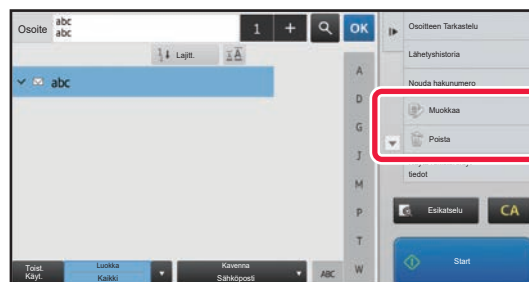 Osoite
abc
abc
1
+
OK
Lajitt.
abc
A
D
G
J
M
P
T
W
Toist.
Käyt.
Luokka
Kaikki
Kavenna
Sähköposti
ABC
Osoitteen Tarkastelu
Lähetyshistoria
Nouda hakunumero
Muokkaa
Poista
tiedot
Esikatselu
CA
Start